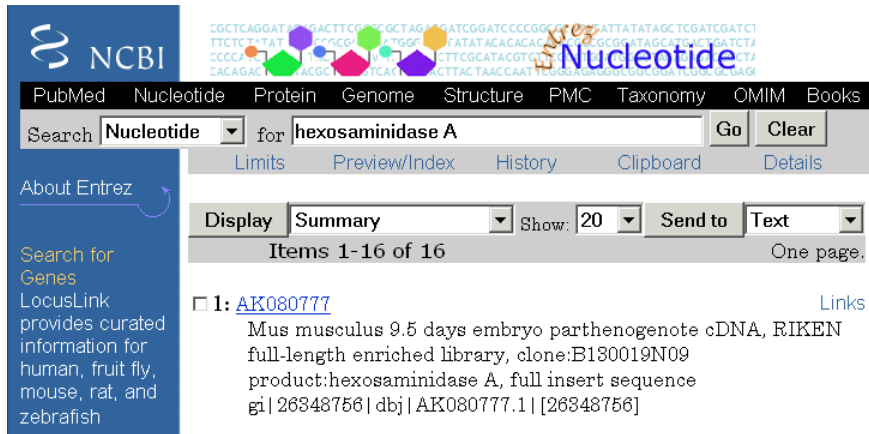 NCBI
Entrez
Nucleotide
PubMed Nucleotide Protein Genome Structure PMC Taxonomy OMIM Books
Search Nucleotide for hexosaminidase A Go Clear
Limits Preview/Index History Clipboard Details
About Entrez
Display Summary Show: 20 Send to Text
Items 1-16 of 16 One page.
Search for
Genes
LocusLink
provides curated
information for
human, fruit fly,
mouse, rat, and
zebrafish
1: AK080777 Links
Mus musculus 9.5 days embryo parthenogenote cDNA, RIKEN
full-length enriched library, clone:B130019N09
product:hexosaminidase A, full insert sequence
gi|26348756|dbj|AK080777.1|[26348756]